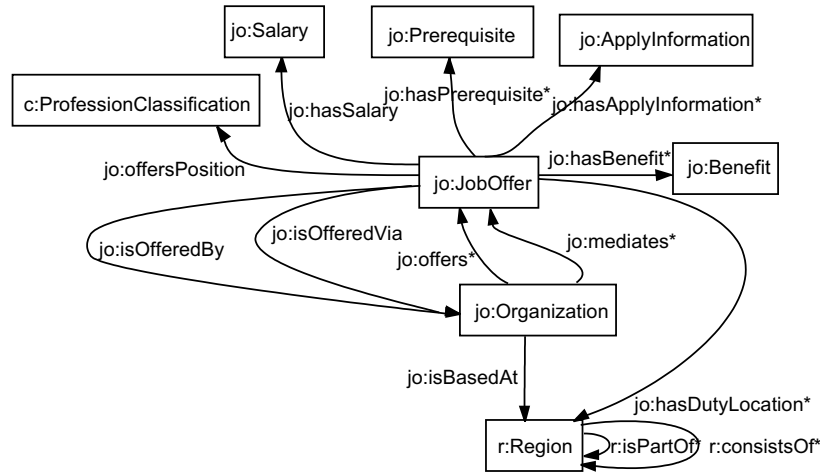 jo:Salary
jo:Prerequisite
jo:ApplyInformation
c:ProfessionClassification
jo:hasSalary
jo:hasPrerequisite*
jo:hasApplyInformation*
jo:offersPosition
jo:hasBenefit*
jo:Benefit
jo:JobOffer
jo:isOfferedBy
jo:isOfferedVia
jo:offers*
jo:mediates*
jo:Organization
jo:isBasedAt
jo:hasDutyLocation*
r:Region
r:isPartOf*
r:consistsOf*